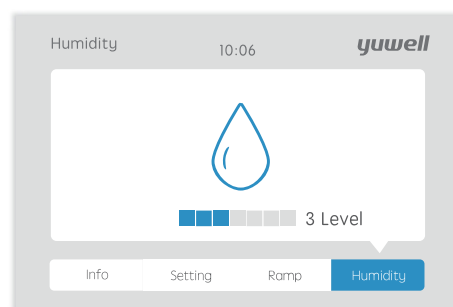 Humidity
10:06
yuwell
3 Level
Info
Setting
Ramp
Humidity